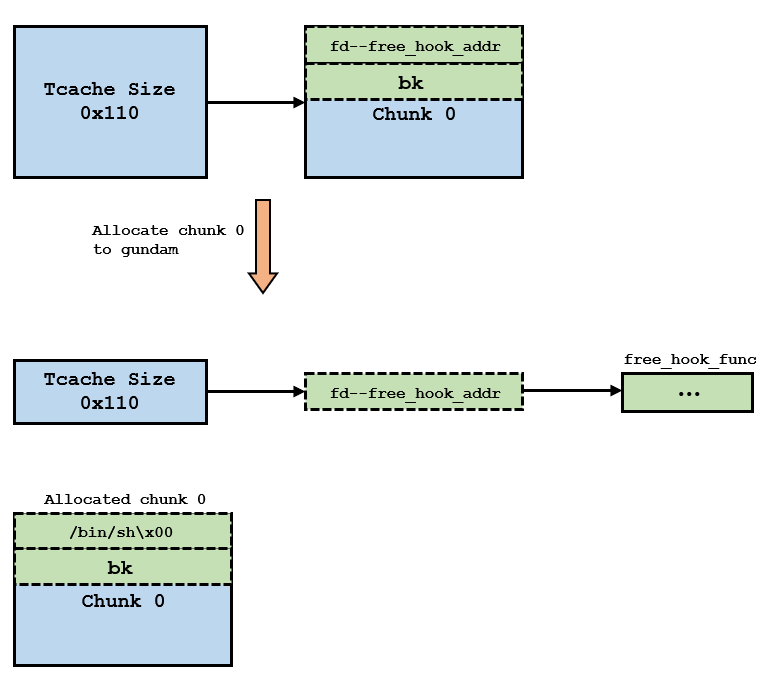 Tcache Size
0x110
fd--free_hook_addr
bk
Chunk 0
Allocate chunk 0
to gundam
Tcache Size
0x110
fd--free_hook_addr
free_hook_func
...
Allocated chunk 0
/bin/sh\x00
bk
Chunk 0